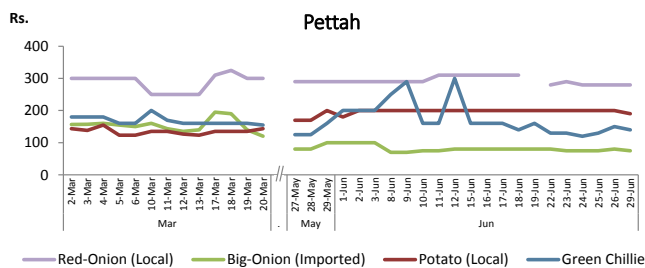 Rs.
Pettah
400
300
200
100
0
2-Mar
3-Mar
4-Mar
5-Mar
6-Mar
10-Mar
11-Mar
12-Mar
13-Mar
17-Mar
18-Mar
19-Mar
20-Mar
27-May
28-May
29-May
1-Jun
2-Jun
3-Jun
8-Jun
9-Jun
10-Jun
11-Jun
12-Jun
15-Jun
16-Jun
17-Jun
18-Jun
19-Jun
22-Jun
23-Jun
24-Jun
25-Jun
26-Jun
29-Jun
Mar . May Jun
Red-Onion (Local) Big-Onion (Imported) Potato (Local) Green Chillie